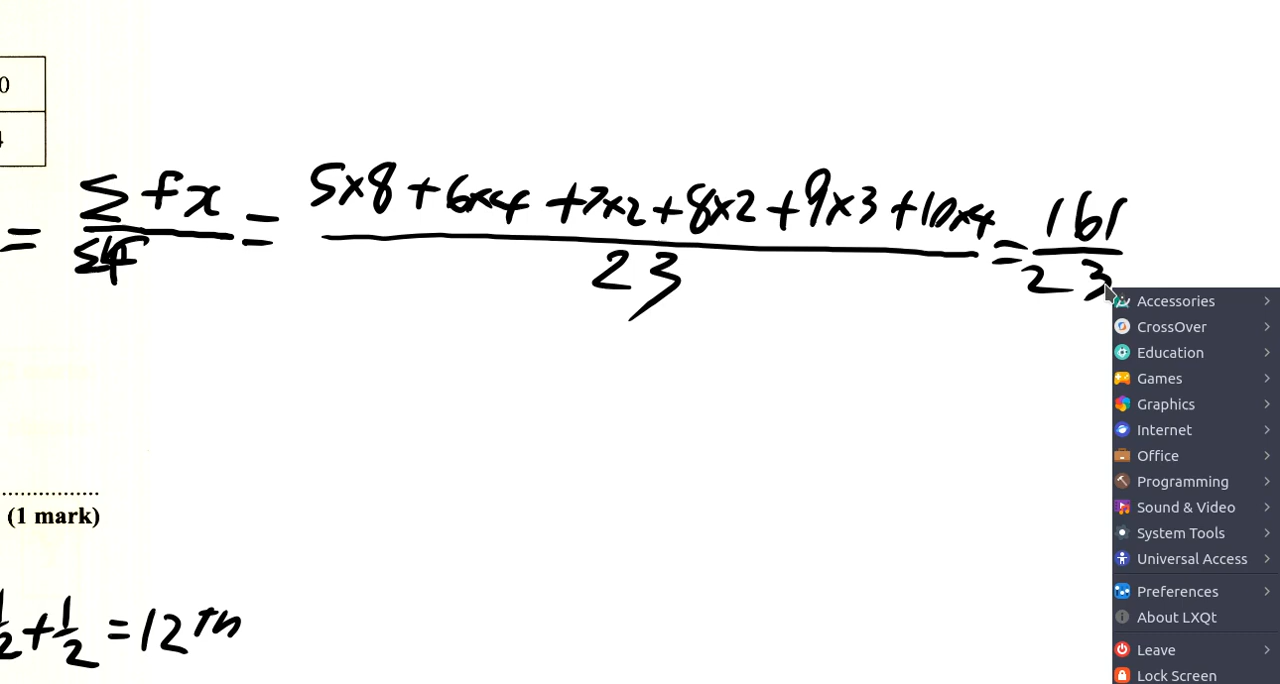 0
4
= Σfx/Σf = 5×8+6×4+7×2+8×2+9×3+10×4/23 = 161/23
Accessories
CrossOver
Education
Games
Graphics
Internet
Office
Programming
Sound & Video
System Tools
Universal Access
Preferences
About LXQt
Leave
Lock Screen
.................
(1 mark)
1/2 + 1/2 = 12th